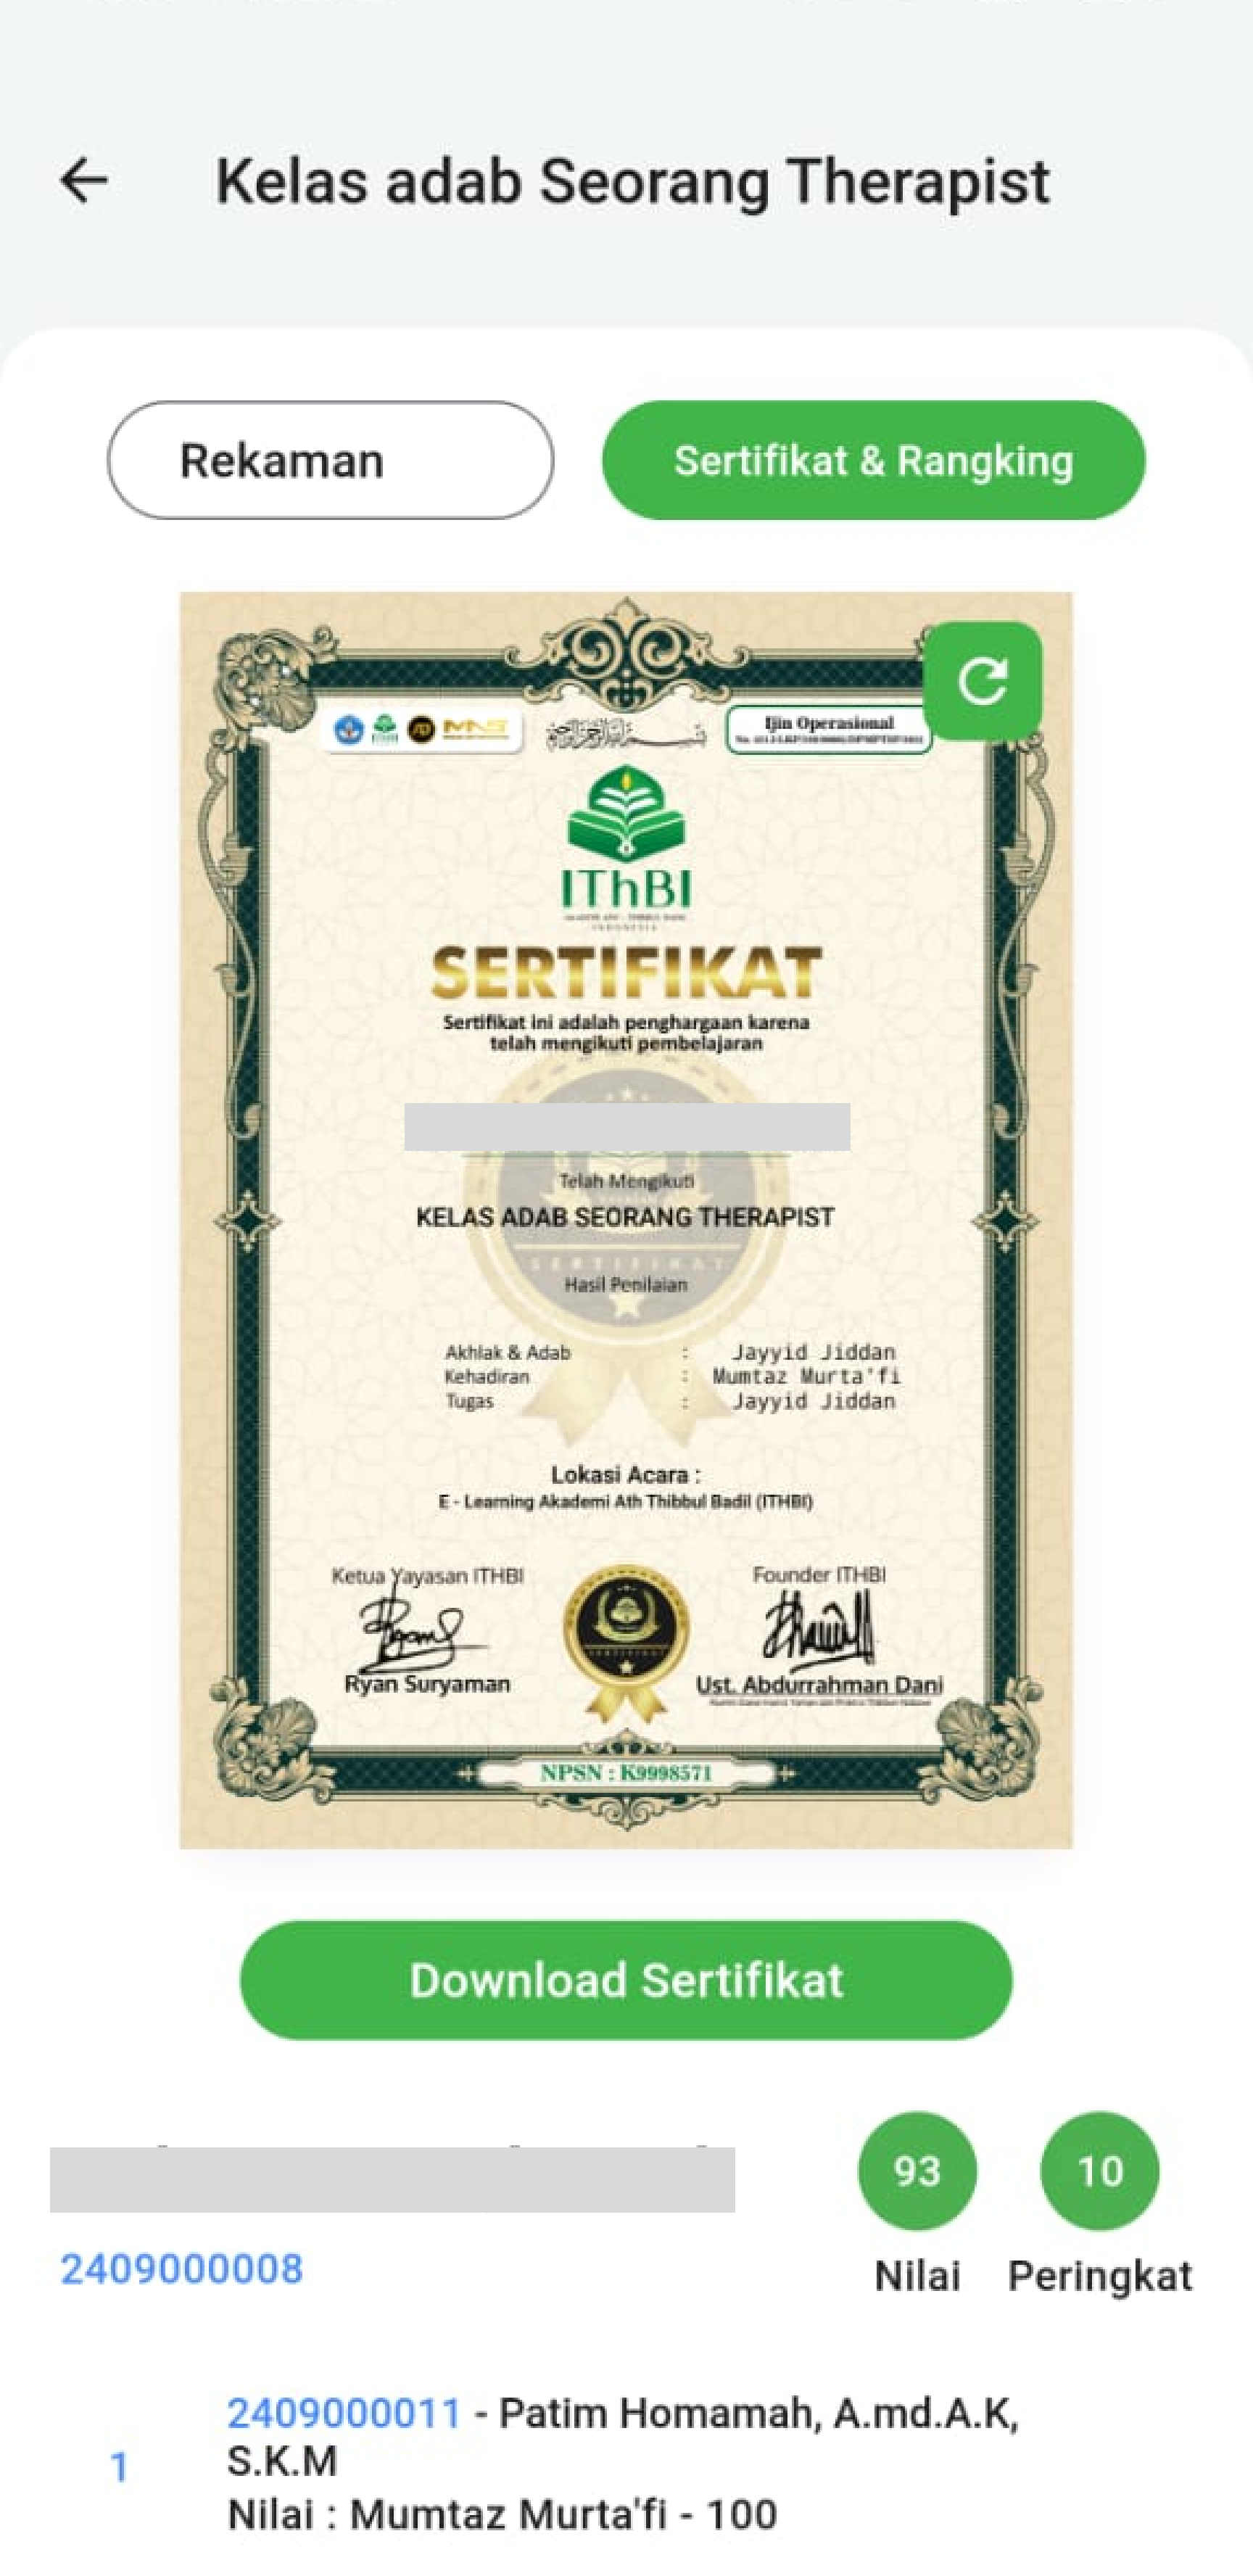 Kelas adab Seorang Therapist
Rekaman
Sertifikat & Rangking
Ijin Operasional
IThBI
INDONESIA
SERTIFIKAT
Sertifikat ini adalah penghargaan karena
telah mengikuti pembelajaran
Telah Mengikuti
KELAS ADAB SEORANG THERAPIST
SERTIFIKAT
Hasil Penilaian
Akhlak & Adab : Jayyid Jiddan
Kehadiran : Mumtaz Murta'fi
Tugas : Jayyid Jiddan
Lokasi Acara :
E - Learning Akademi Ath Thibbul Badil (ITHBI)
Ketua Yayasan ITHBI
Ryan Suryaman
Founder ITHBI
Ust. Abdurrahman Dani
NPSN : K9998571
Download Sertifikat
2409000008
93
Nilai
10
Peringkat
1
2409000011 - Patim Homamah, A.md.A.K,
S.K.M
Nilai : Mumtaz Murta'fi - 100